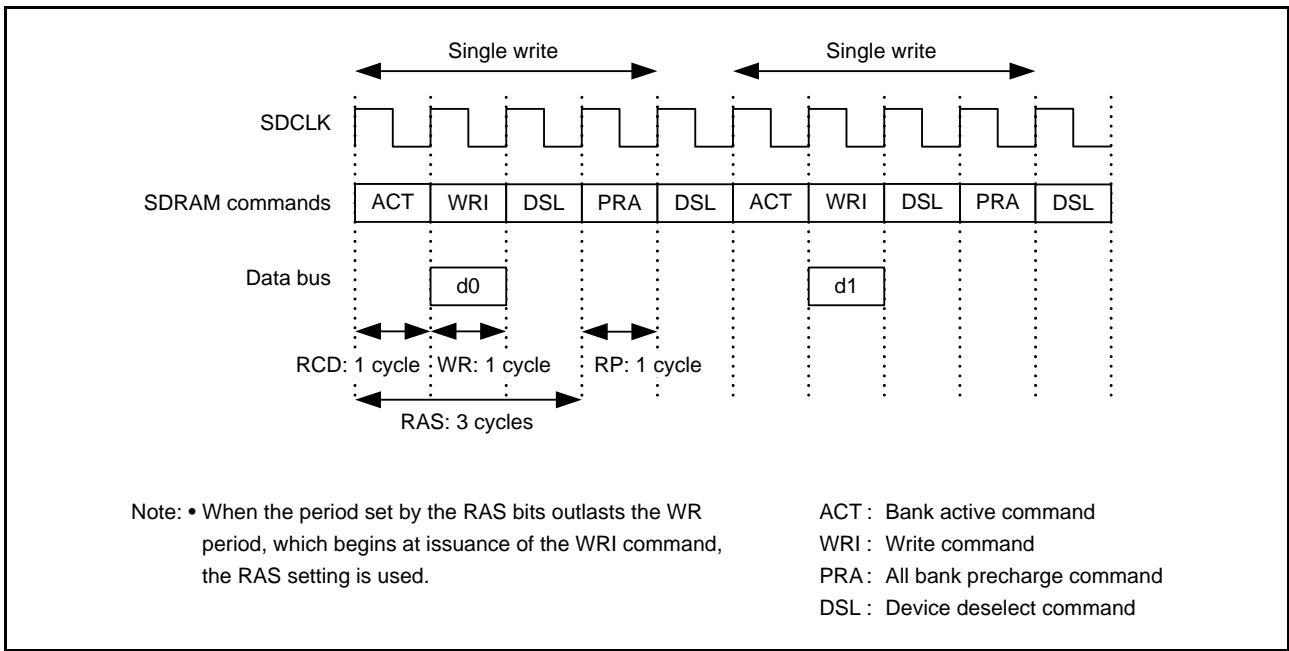 Single write Single write
SDCLK
SDRAM commands ACT WRI DSL PRA DSL ACT WRI DSL PRA DSL
Data bus d0 d1
RCD: 1 cycle WR: 1 cycle RP: 1 cycle
RAS: 3 cycles
Note: • When the period set by the RAS bits outlasts the WR
period, which begins at issuance of the WRI command,
the RAS setting is used.
ACT : Bank active command
WRI : Write command
PRA : All bank precharge command
DSL : Device deselect command